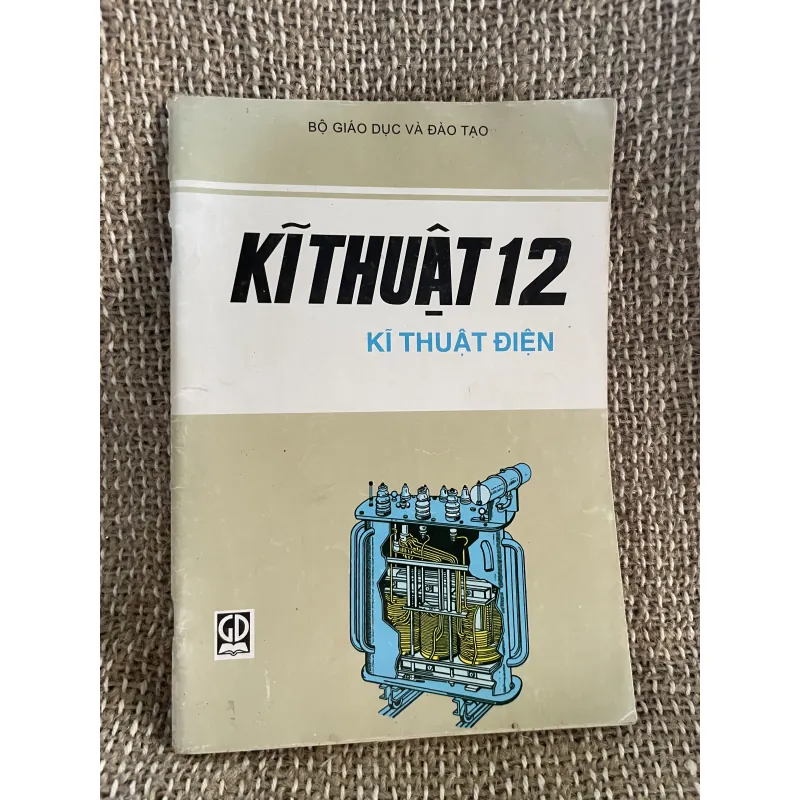 BỘ GIÁO DỤC VÀ ĐÀO TẠO
KĨ THUẬT 12
KĨ THUẬT ĐIỆN
GD